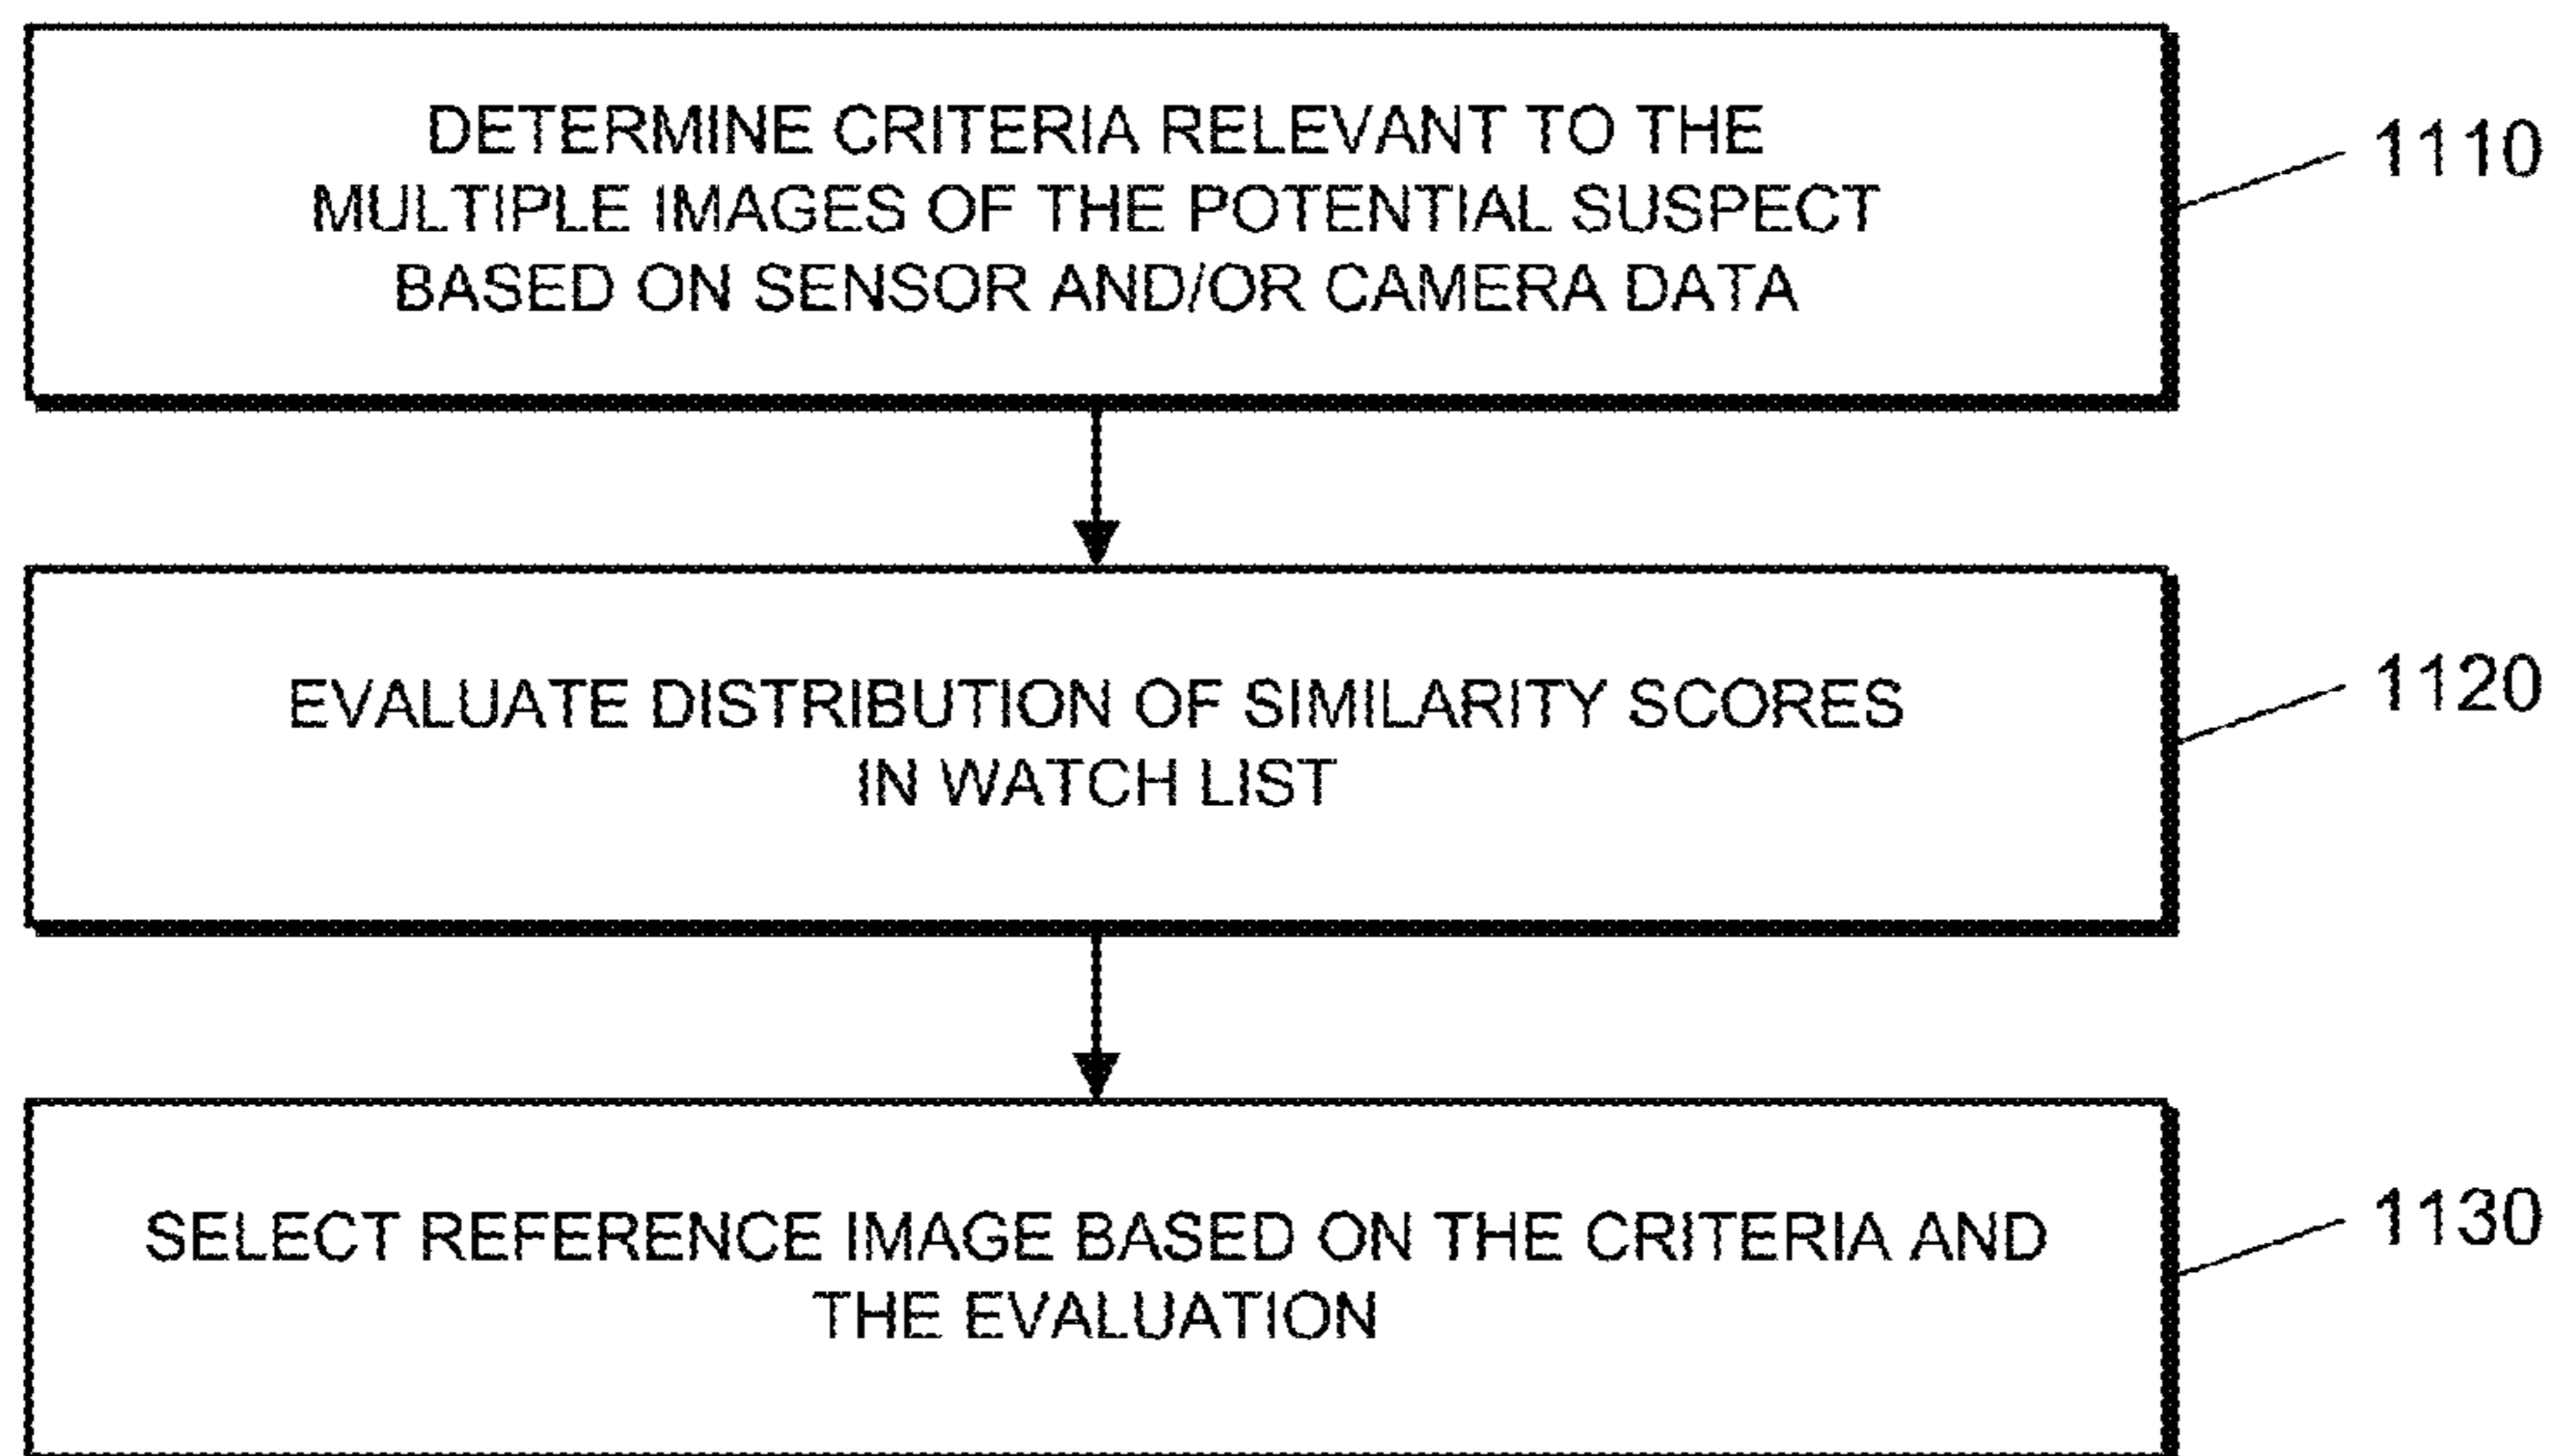 DETERMINE CRITERIA RELEVANT TO THE
MULTIPLE IMAGES OF THE POTENTIAL SUSPECT
BASED ON SENSOR AND/OR CAMERA DATA
1110
EVALUATE DISTRIBUTION OF SIMILARITY SCORES
IN WATCH LIST
1120
SELECT REFERENCE IMAGE BASED ON THE CRITERIA AND
THE EVALUATION
1130